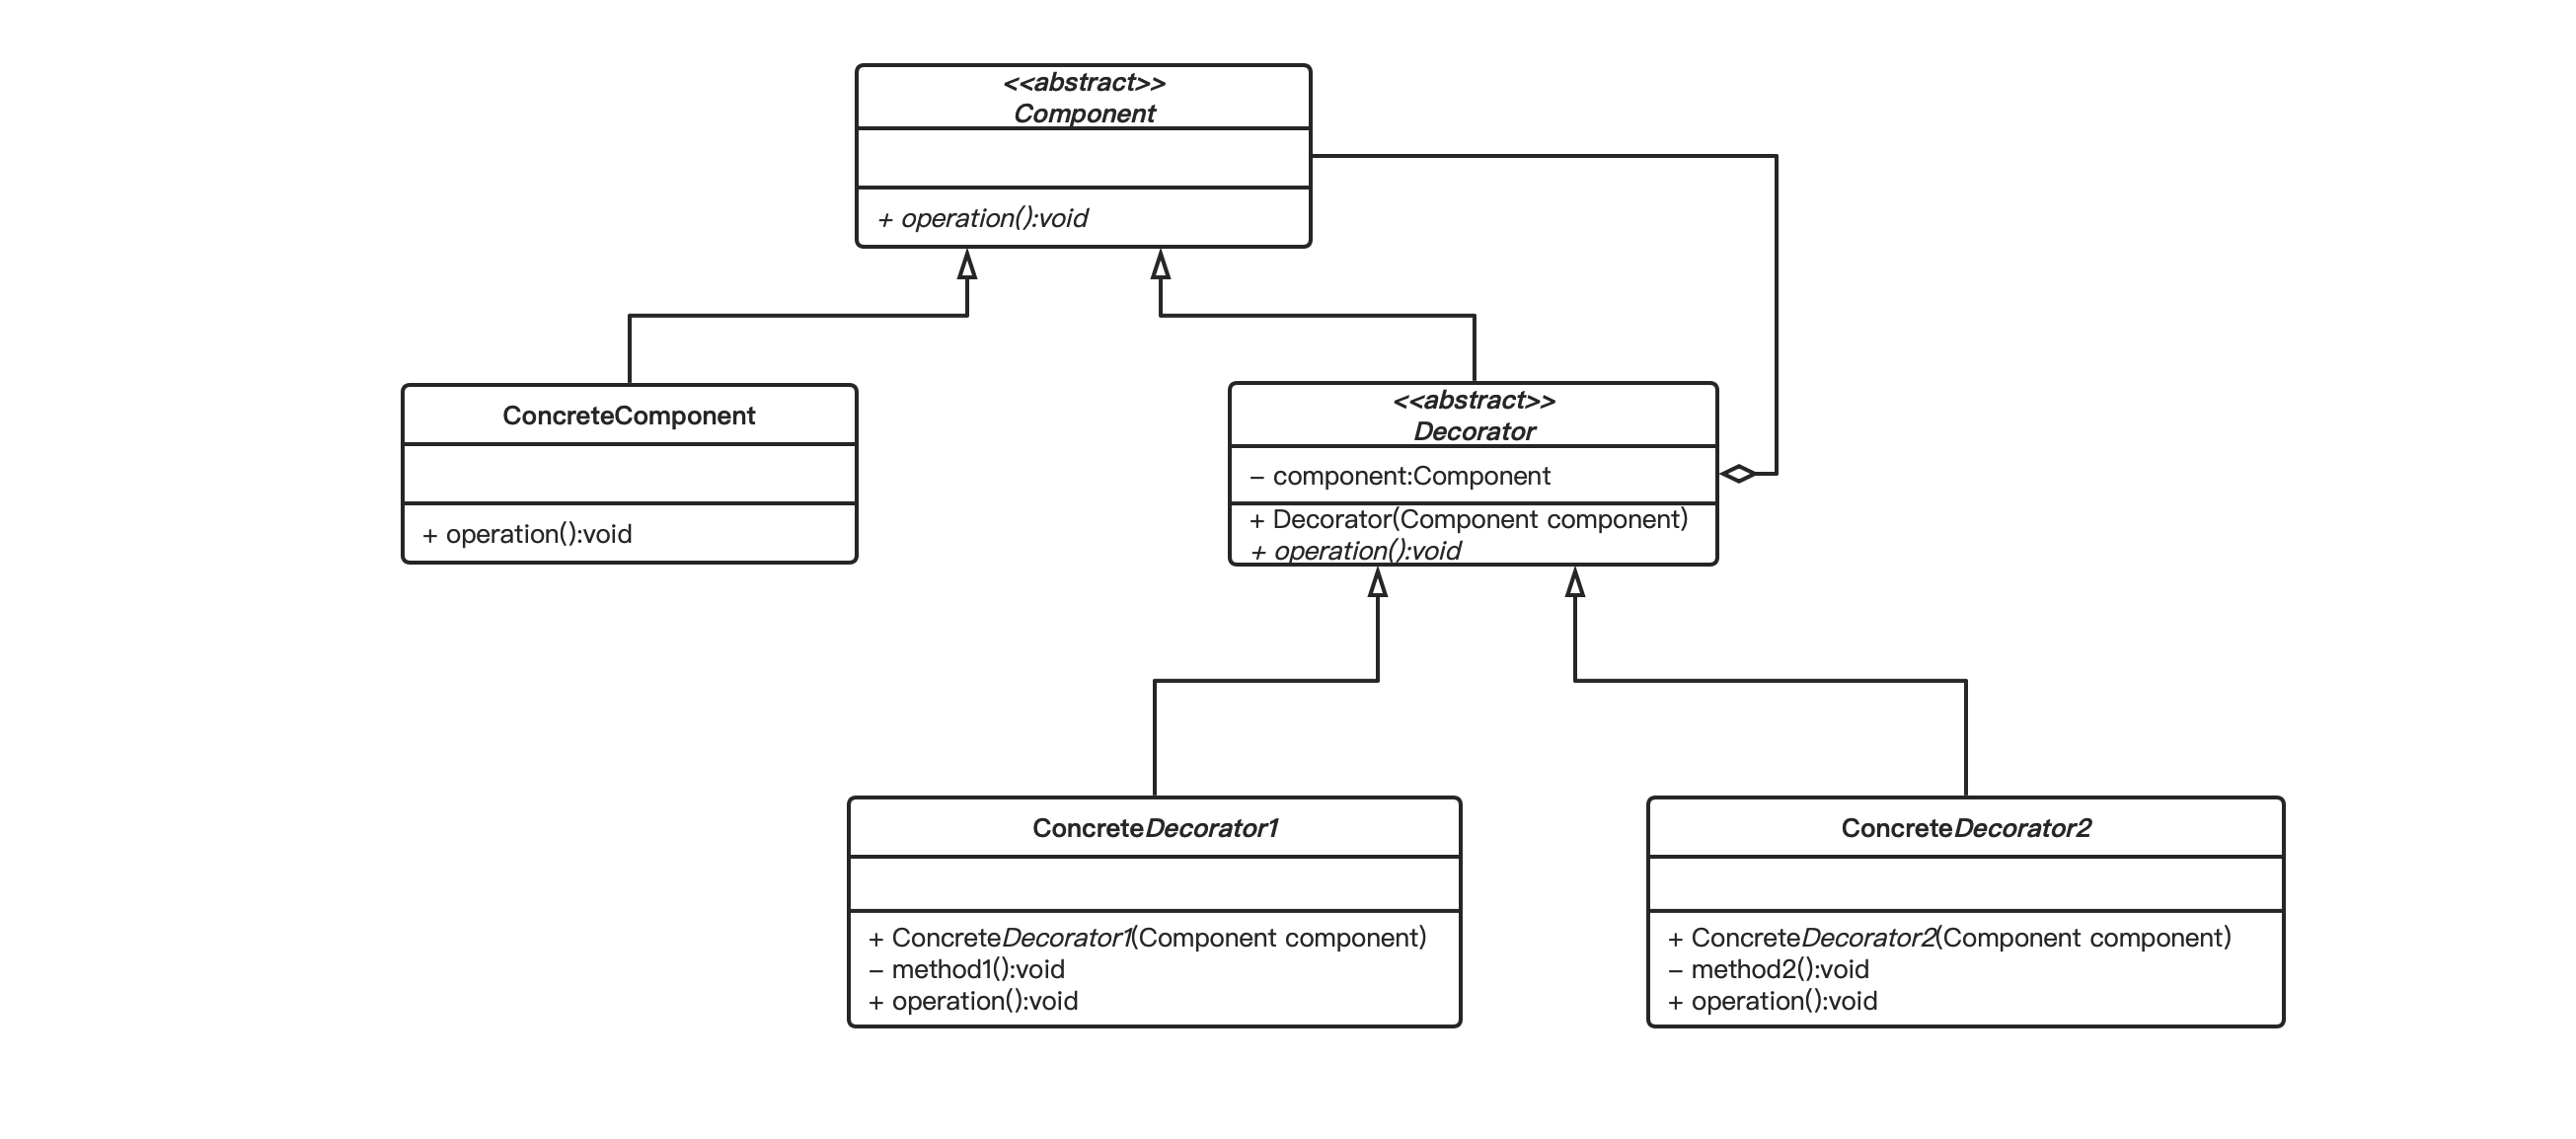 <<abstract>>
Component
+ operation():void
ConcreteComponent
+ operation():void
<<abstract>>
Decorator
– component:Component
+ Decorator(Component component)
+ operation():void
ConcreteDecorator1
+ ConcreteDecorator1(Component component)
– method1():void
+ operation():void
ConcreteDecorator2
+ ConcreteDecorator2(Component component)
– method2():void
+ operation():void